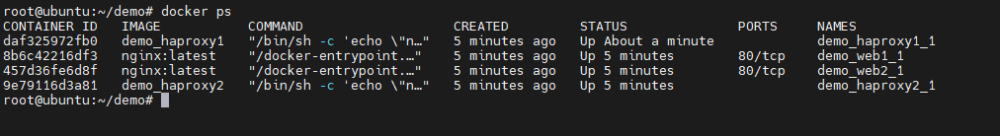 root@ubuntu:~/demo# docker ps
CONTAINER ID   IMAGE           COMMAND                  CREATED         STATUS              PORTS     NAMES
daf325972fb0   demo_haproxy1   "/bin/sh -c 'echo \"n…"   5 minutes ago   Up About a minute             demo_haproxy1_1
8b6c42216df3   nginx:latest    "/docker-entrypoint.…"   5 minutes ago   Up 5 minutes        80/tcp    demo_web1_1
457d36fe6d8f   nginx:latest    "/docker-entrypoint.…"   5 minutes ago   Up 5 minutes        80/tcp    demo_web2_1
9e79116d3a81   demo_haproxy2   "/bin/sh -c 'echo \"n…"   5 minutes ago   Up 5 minutes                  demo_haproxy2_1
root@ubuntu:~/demo#